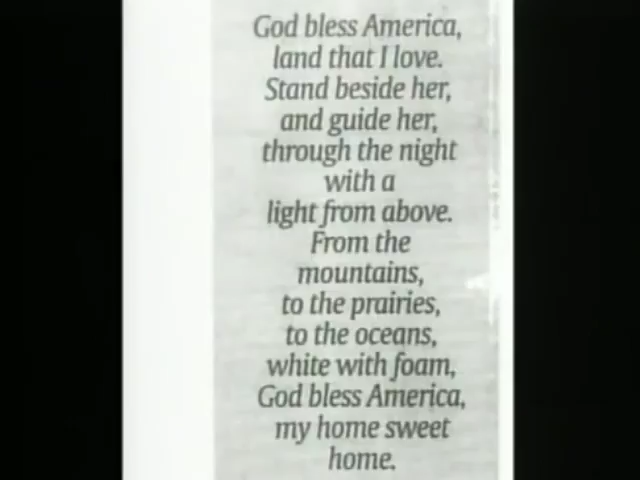 God bless America,
land that I love.
Stand beside her,
and guide her,
through the night
with a
light from above.
From the
mountains,
to the prairies,
to the oceans,
white with foam,
God bless America,
my home sweet
home.